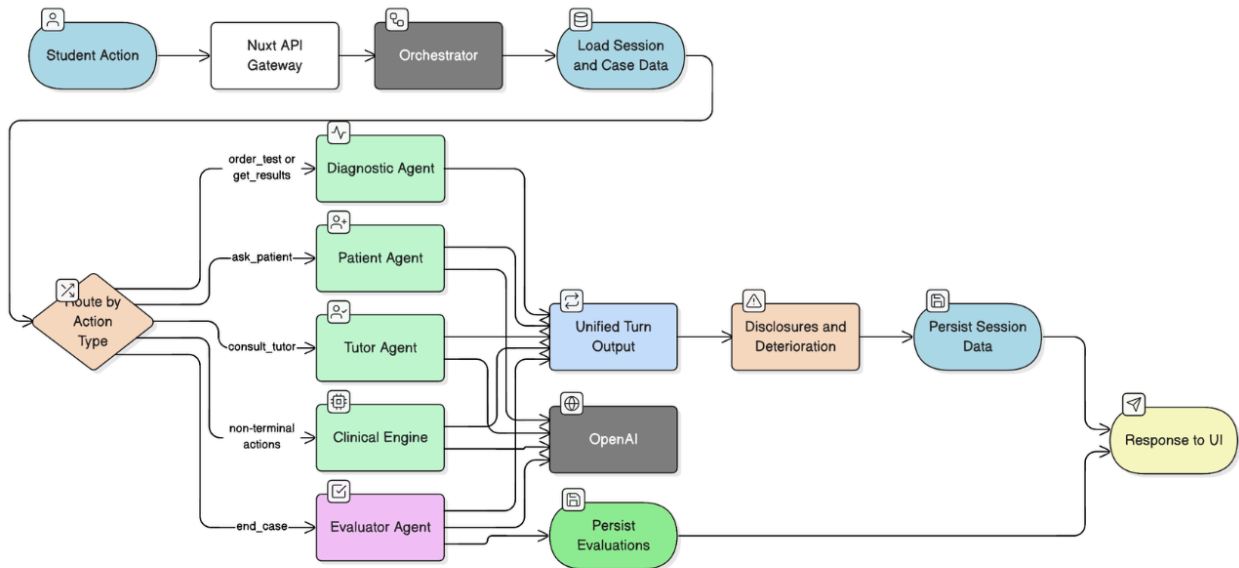 Student Action
Nuxt API
Gateway
Orchestrator
Load Session
and Case Data
order_test or
get_results
Diagnostic Agent
ask_patient
Patient Agent
Route by
Action
Type
consult_tutor
Tutor Agent
Unified Turn
Output
Disclosures and
Deterioration
Persist Session
Data
non-terminal
actions
Clinical Engine
OpenAI
Response to UI
end_case
Evaluator Agent
Persist
Evaluations